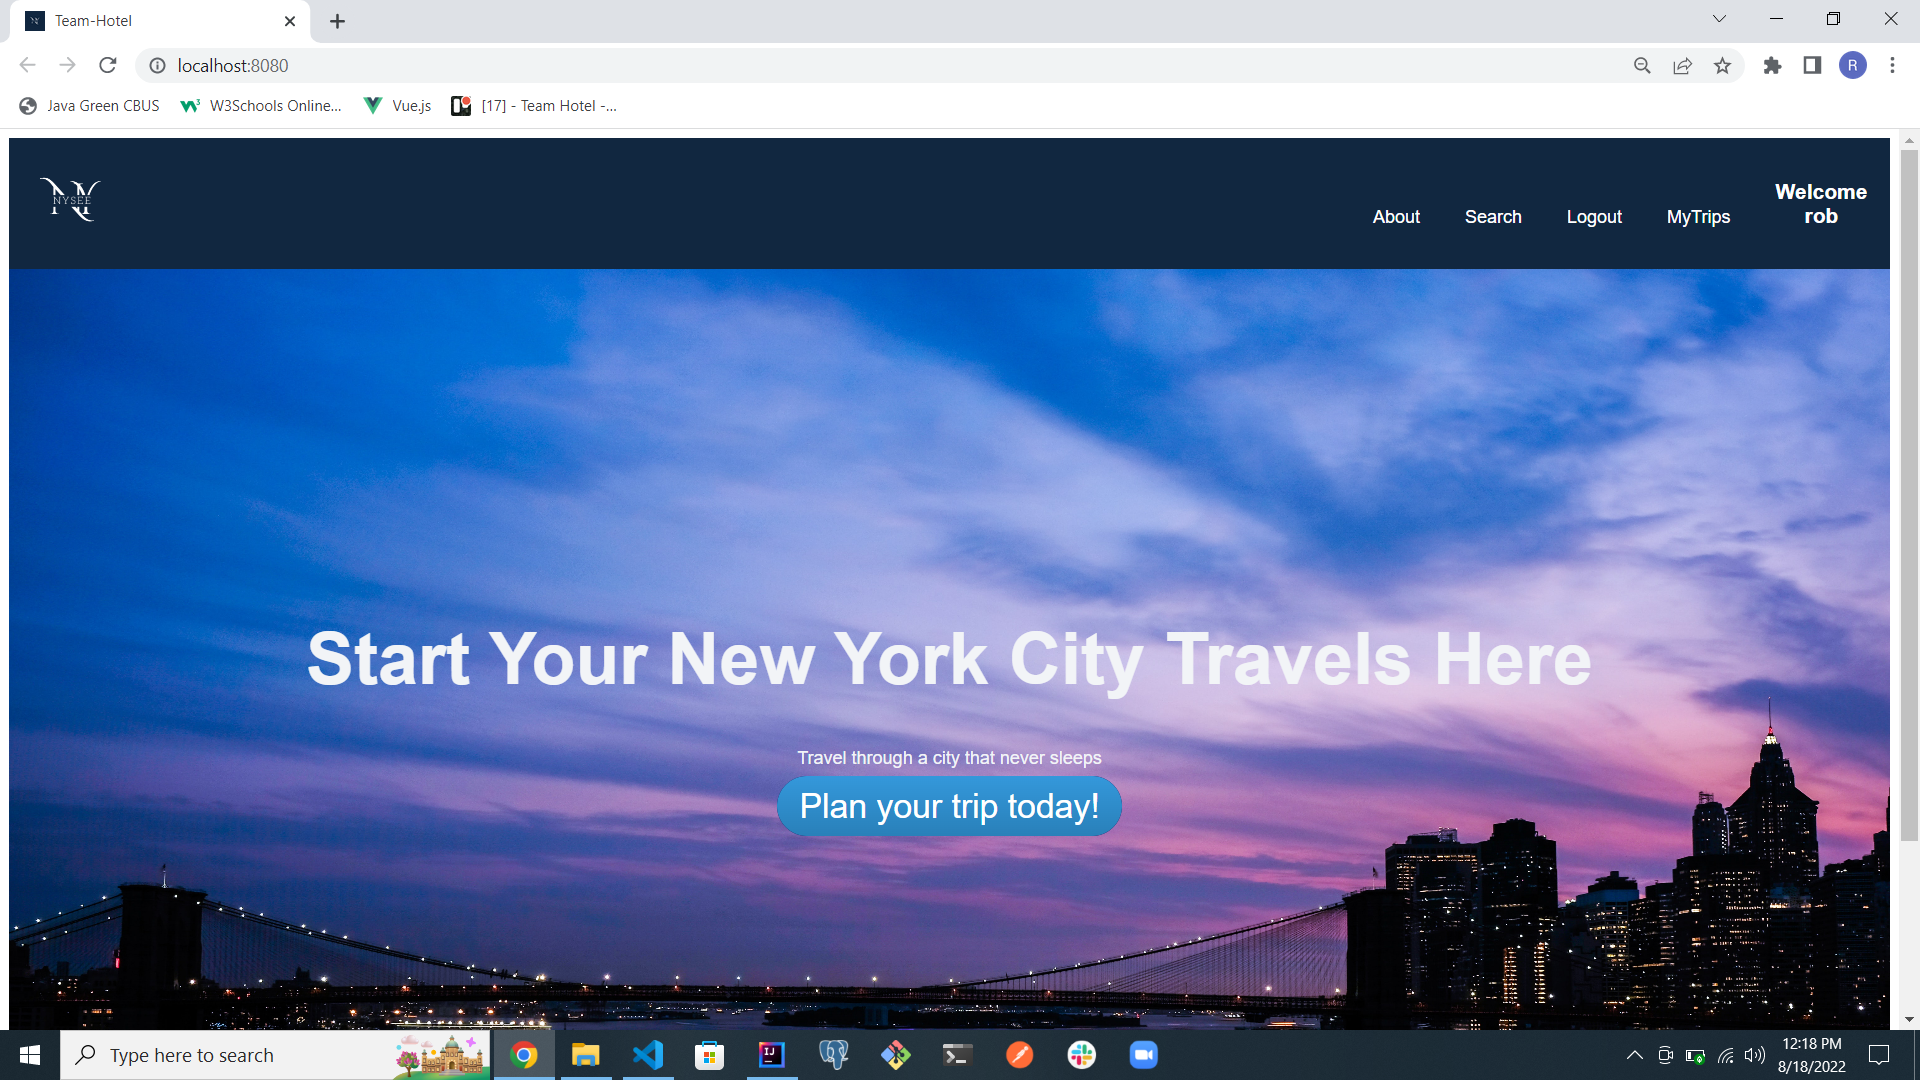 Team-Hotel
localhost:8080
R
Java Green CBUS
W3Schools Online...
Vue.js
[17] - Team Hotel -...
NY
NYSEE
About
Search
Logout
MyTrips
Welcome
rob
Start Your New York City Travels Here
Travel through a city that never sleeps
Plan your trip today!
Type here to search
IJ
12:18 PM
8/18/2022